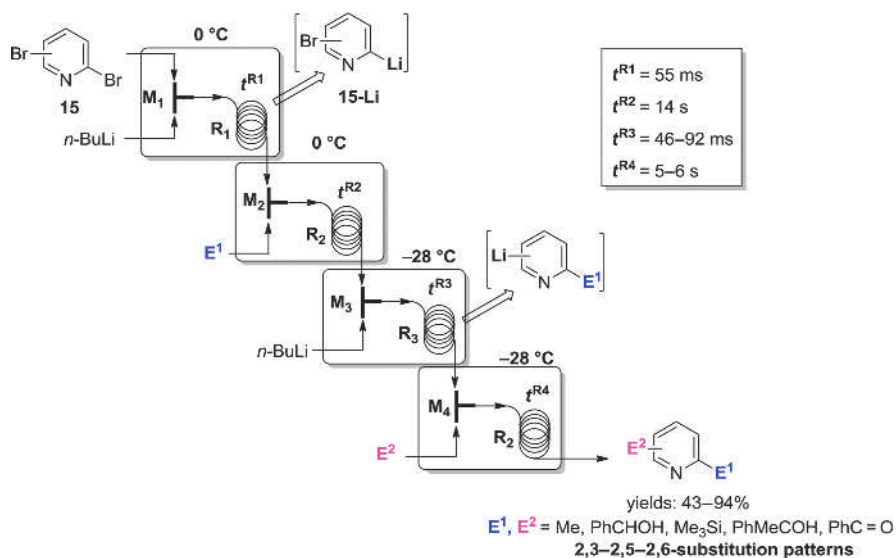 0 °C
Br
Br
N
15
n-BuLi
M1
R1
tR1
Br
Li
N
15-Li
tR1 = 55 ms
tR2 = 14 s
tR3 = 46–92 ms
tR4 = 5–6 s
0 °C
M2
R2
tR2
E1
–28 °C
M3
R3
tR3
n-BuLi
Li
N
E1
–28 °C
M4
R2
tR4
E2
E2
N
E1
yields: 43–94%
E1, E2 = Me, PhCHOH, Me3Si, PhMeCOH, PhC = O
2,3–2,5–2,6-substitution patterns